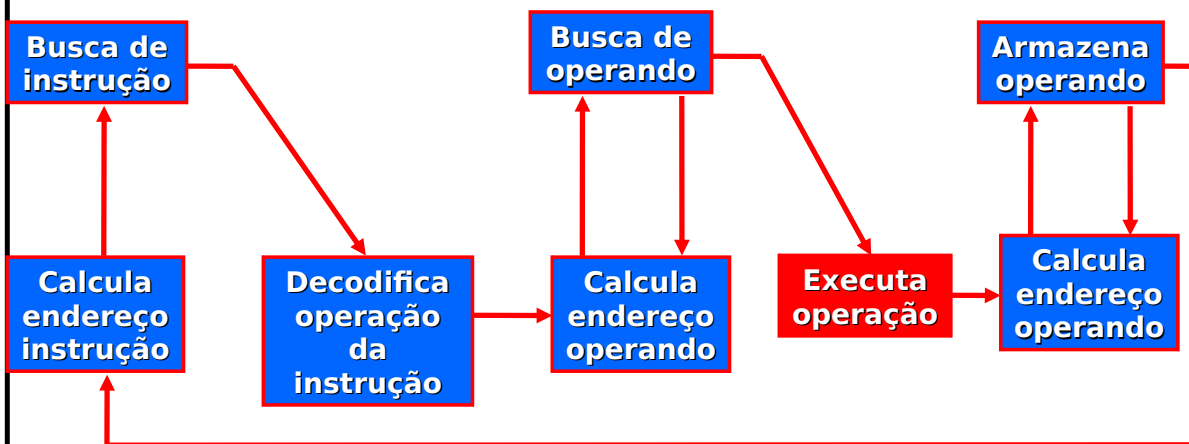 Busca de
instrução
Busca de
operando
Armazena
operando
Calcula
endereço
instrução
Decodifica
operação
da
instrução
Calcula
endereço
operando
Executa
operação
Calcula
endereço
operando